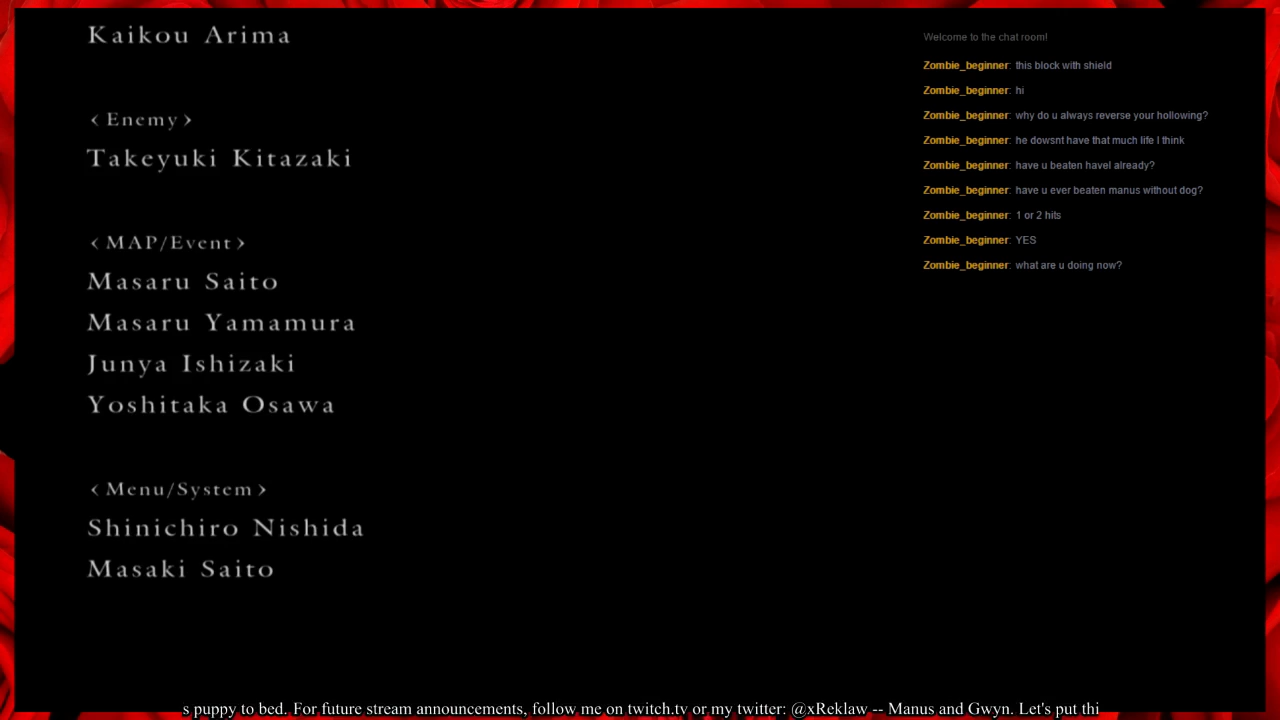 Kaikou Arima
<Enemy>
Takeyuki Kitazaki
<MAP/Event>
Masaru Saito
Masaru Yamamura
Junya Ishizaki
Yoshitaka Osawa
<Menu/System>
Shinichiro Nishida
Masaki Saito
Welcome to the chat room!
Zombie_beginner: this block with shield
Zombie_beginner: hi
Zombie_beginner: why do u always reverse your hollowing?
Zombie_beginner: he dowsnt have that much life I think
Zombie_beginner: have u beaten havel already?
Zombie_beginner: have u ever beaten manus without dog?
Zombie_beginner: 1 or 2 hits
Zombie_beginner: YES
Zombie_beginner: what are u doing now?
s puppy to bed. For future stream announcements, follow me on twitch.tv or my twitter: @xReklaw -- Manus and Gwyn. Let's put thi